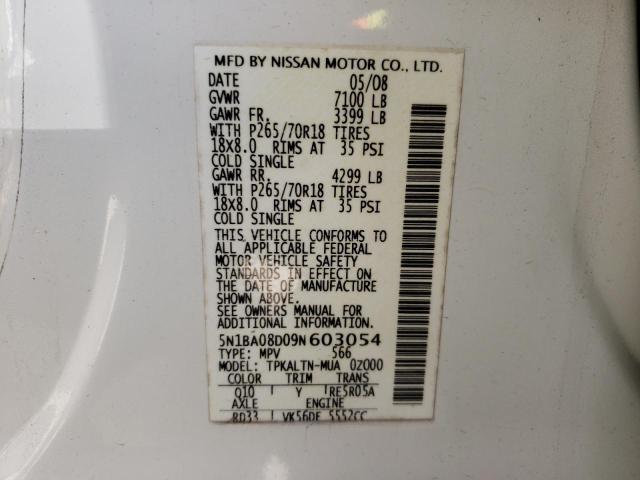 MFD BY NISSAN MOTOR CO., LTD.
DATE 05/08
GVWR 7100 LB
GAWR FR. 3399 LB
WITH P265/70R18 TIRES
18X8.0 RIMS AT 35 PSI
COLD SINGLE
GAWR RR. 4299 LB
WITH P265/70R18 TIRES
18X8.0 RIMS AT 35 PSI
COLD SINGLE
THIS VEHICLE CONFORMS TO
ALL APPLICABLE FEDERAL
MOTOR VEHICLE SAFETY
STANDARDS IN EFFECT ON
THE DATE OF MANUFACTURE
SHOWN ABOVE.
SEE OWNERS MANUAL FOR
ADDITIONAL INFORMATION.
5N1BA08D09N603054
TYPE: MPV 566
MODEL: TPKALTN-MUA 0Z000
COLOR TRIM TRANS
Q10 Y RE5R05A
AXLE ENGINE
RD33 VK56DE 5552CC